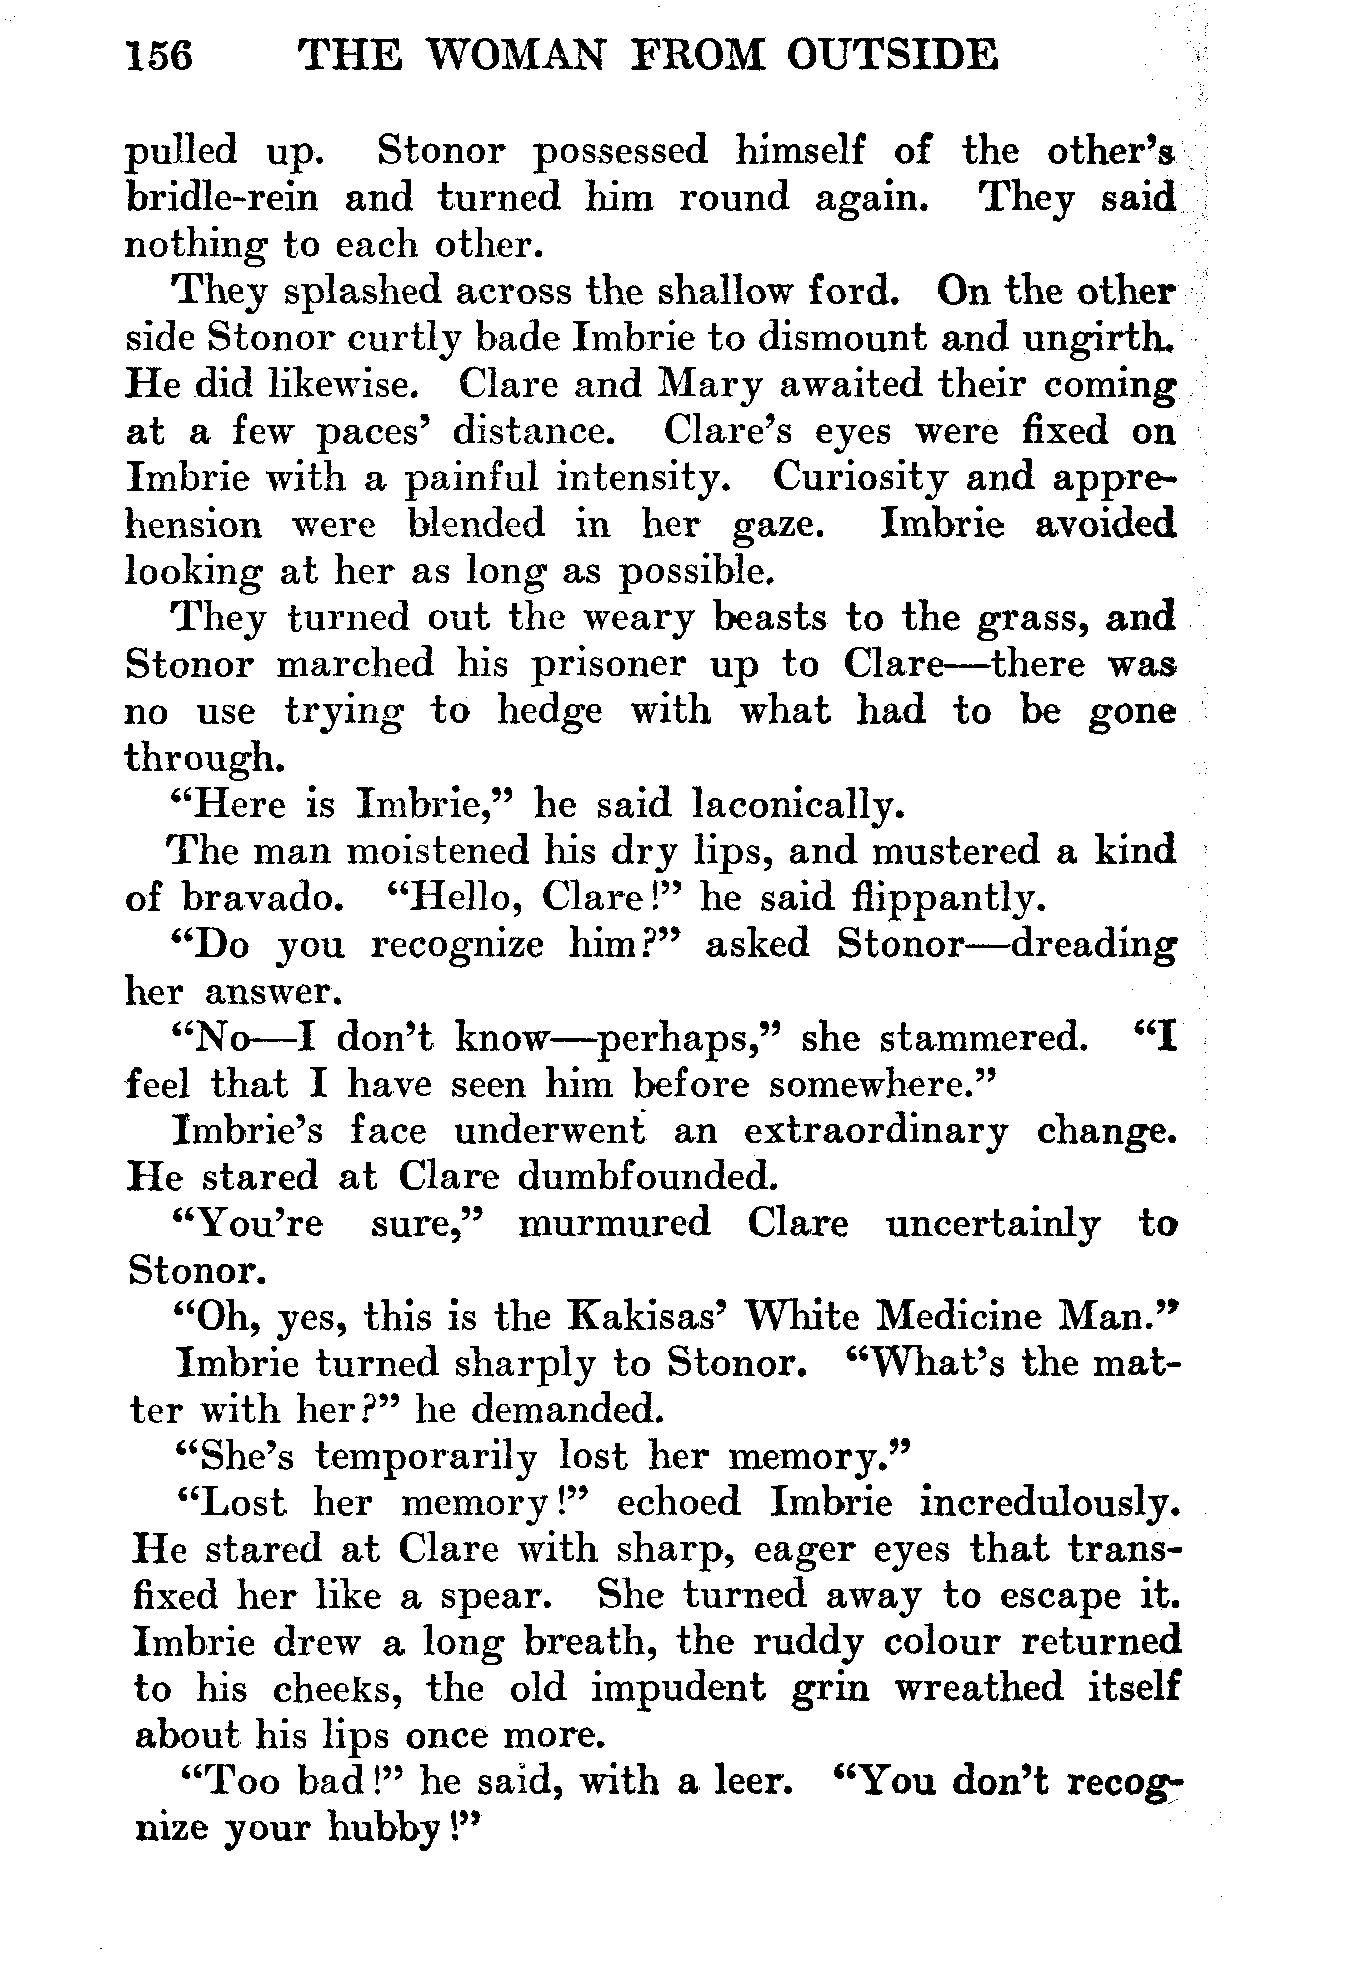 156 THE WOMAN FROM OUTSIDE
pulled up. Stonor possessed himself of the other's
bridle-rein and turned him round again. They said
nothing to each other.
They splashed across the shallow ford. On the other
side Stonor curtly bade Imbrie to dismount and ungirth.
He did likewise. Clare and Mary awaited their coming
at a few paces' distance. Clare's eyes were fixed on
Imbrie with a painful intensity. Curiosity and appre-
hension were blended in her gaze. Imbrie avoided
looking at her as long as possible.
They turned out the weary beasts to the grass, and
Stonor marched his prisoner up to Clare—there was
no use trying to hedge with what had to be gone
through.
"Here is Imbrie," he said laconically.
The man moistened his dry lips, and mustered a kind
of bravado. "Hello, Clare!" he said flippantly.
"Do you recognize him?" asked Stonor—dreading
her answer.
"No—I don't know—perhaps," she stammered. "I
feel that I have seen him before somewhere."
Imbrie's face underwent an extraordinary change.
He stared at Clare dumbfounded.
"You're sure," murmured Clare uncertainly to
Stonor.
"Oh, yes, this is the Kakisas' White Medicine Man."
Imbrie turned sharply to Stonor. "What's the mat-
ter with her?" he demanded.
"She's temporarily lost her memory."
"Lost her memory!" echoed Imbrie incredulously.
He stared at Clare with sharp, eager eyes that trans-
fixed her like a spear. She turned away to escape it.
Imbrie drew a long breath, the ruddy colour returned
to his cheeks, the old impudent grin wreathed itself
about his lips once more.
"Too bad!" he said, with a leer. "You don't recog-
nize your hubby!"